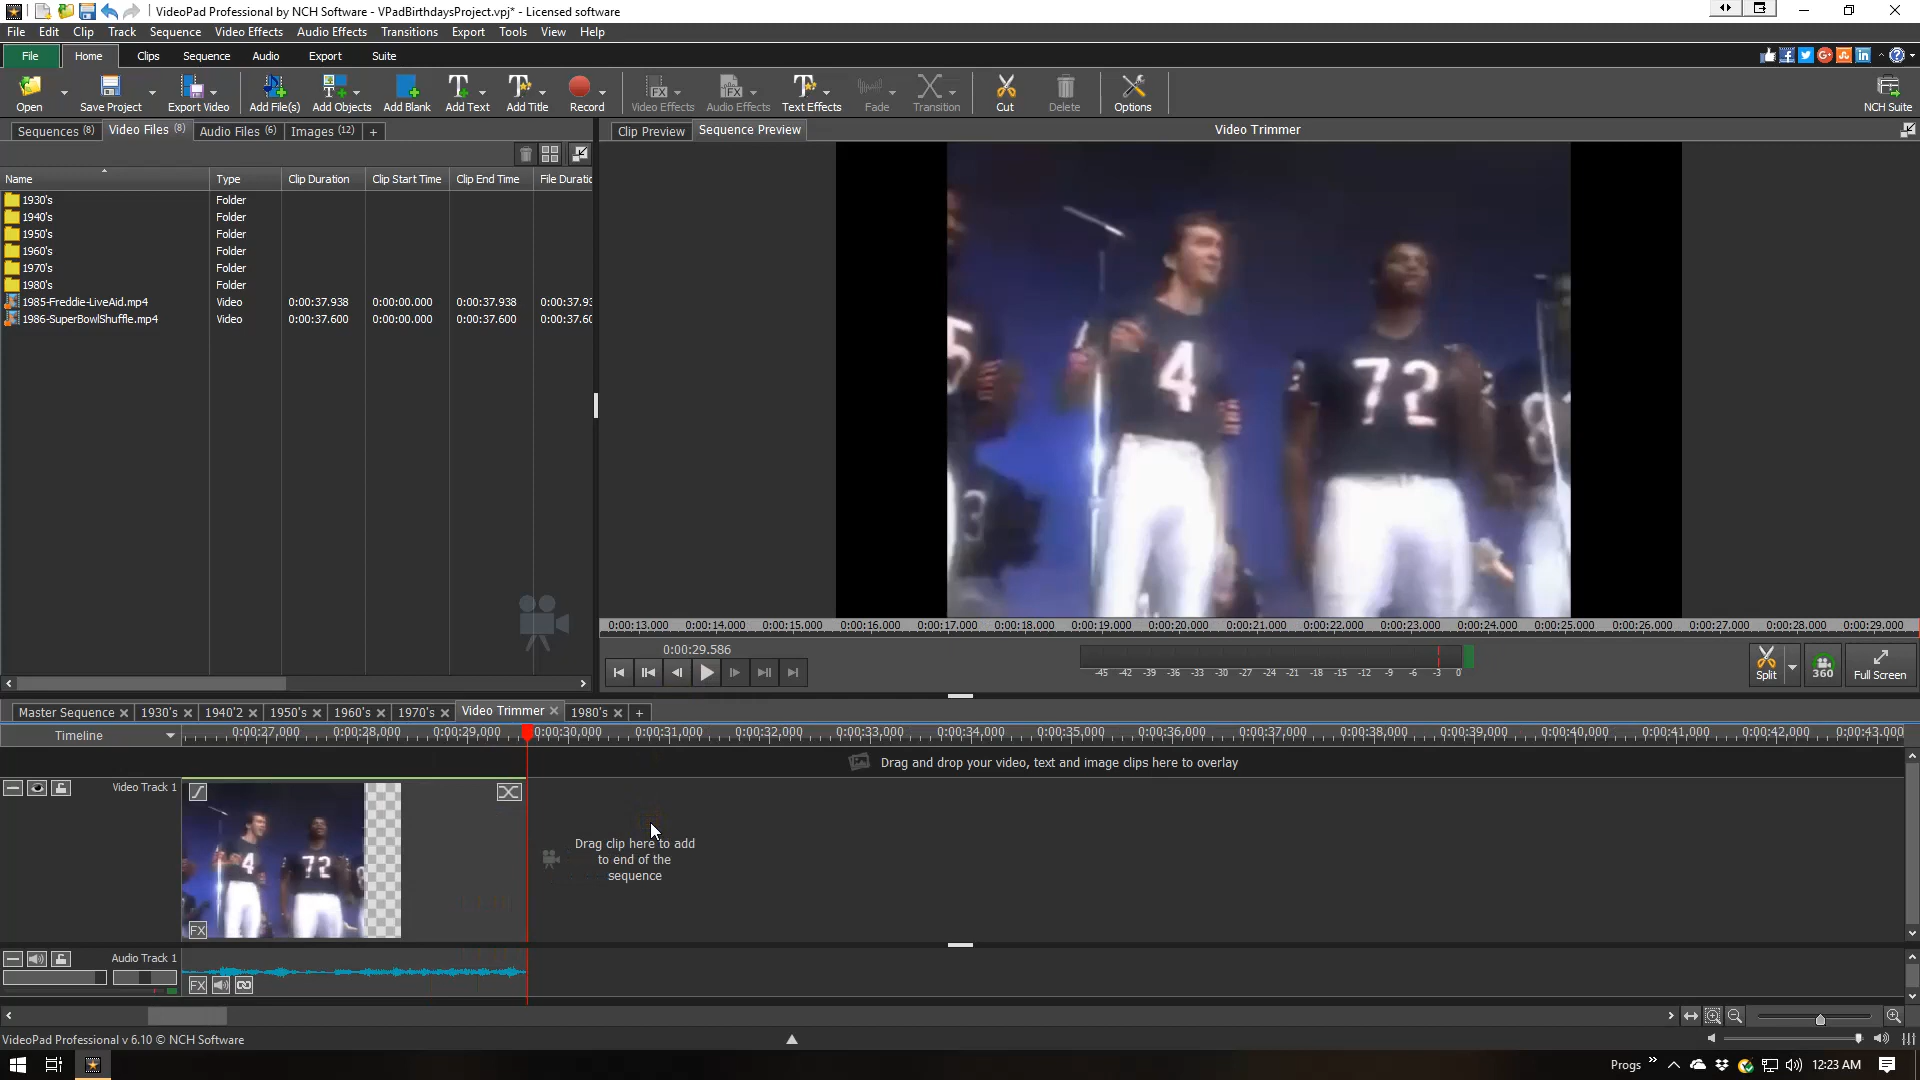 VideoPad Professional by NCH Software - VPadBirthdaysProject.vpj* - Licensed software
File Edit Clip Track Sequence Video Effects Audio Effects Transitions Export Tools View Help
File Home Clips Sequence Audio Export Suite
Open Save Project Export Video Add File(s) Add Objects Add Blank Add Text Add Title Record Video Effects Audio Effects Text Effects Fade Transition Cut Delete Options NCH Suite
Sequences (8) Video Files (8) Audio Files (6) Images (12) +
Clip Preview Sequence Preview Video Trimmer
Name Type Clip Duration Clip Start Time Clip End Time File Duratic
1930's Folder
1940's Folder
1950's Folder
1960's Folder
1970's Folder
1980's Folder
1985-Freddie-LiveAid.mp4 Video 0:00:37.938 0:00:00.000 0:00:37.938 0:00:37.93
1986-SuperBowlShuffle.mp4 Video 0:00:37.600 0:00:00.000 0:00:37.600 0:00:37.60
5 4 72 8
3
0:00:13.000 0:00:14.000 0:00:15.000 0:00:16.000 0:00:17.000 0:00:18.000 0:00:19.000 0:00:20.000 0:00:21.000 0:00:22.000 0:00:23.000 0:00:24.000 0:00:25.000 0:00:26.000 0:00:27.000 0:00:28.000 0:00:29.000
0:00:29.586
-45 -42 -39 -36 -33 -30 -27 -24 -21 -18 -15 -12 -9 -6 -3 0
Split 360 Full Screen
Master Sequence 1930's 1940'2 1950's 1960's 1970's Video Trimmer 1980's +
Timeline 0:00:27.000 0:00:28.000 0:00:29.000 0:00:30.000 0:00:31.000 0:00:32.000 0:00:33.000 0:00:34.000 0:00:35.000 0:00:36.000 0:00:37.000 0:00:38.000 0:00:39.000 0:00:40.000 0:00:41.000 0:00:42.000 0:00:43.000
Drag and drop your video, text and image clips here to overlay
Video Track 1
4 72
Drag clip here to add
to end of the
sequence
FX
Audio Track 1
FX
VideoPad Professional v 6.10 © NCH Software
Progs 12:23 AM